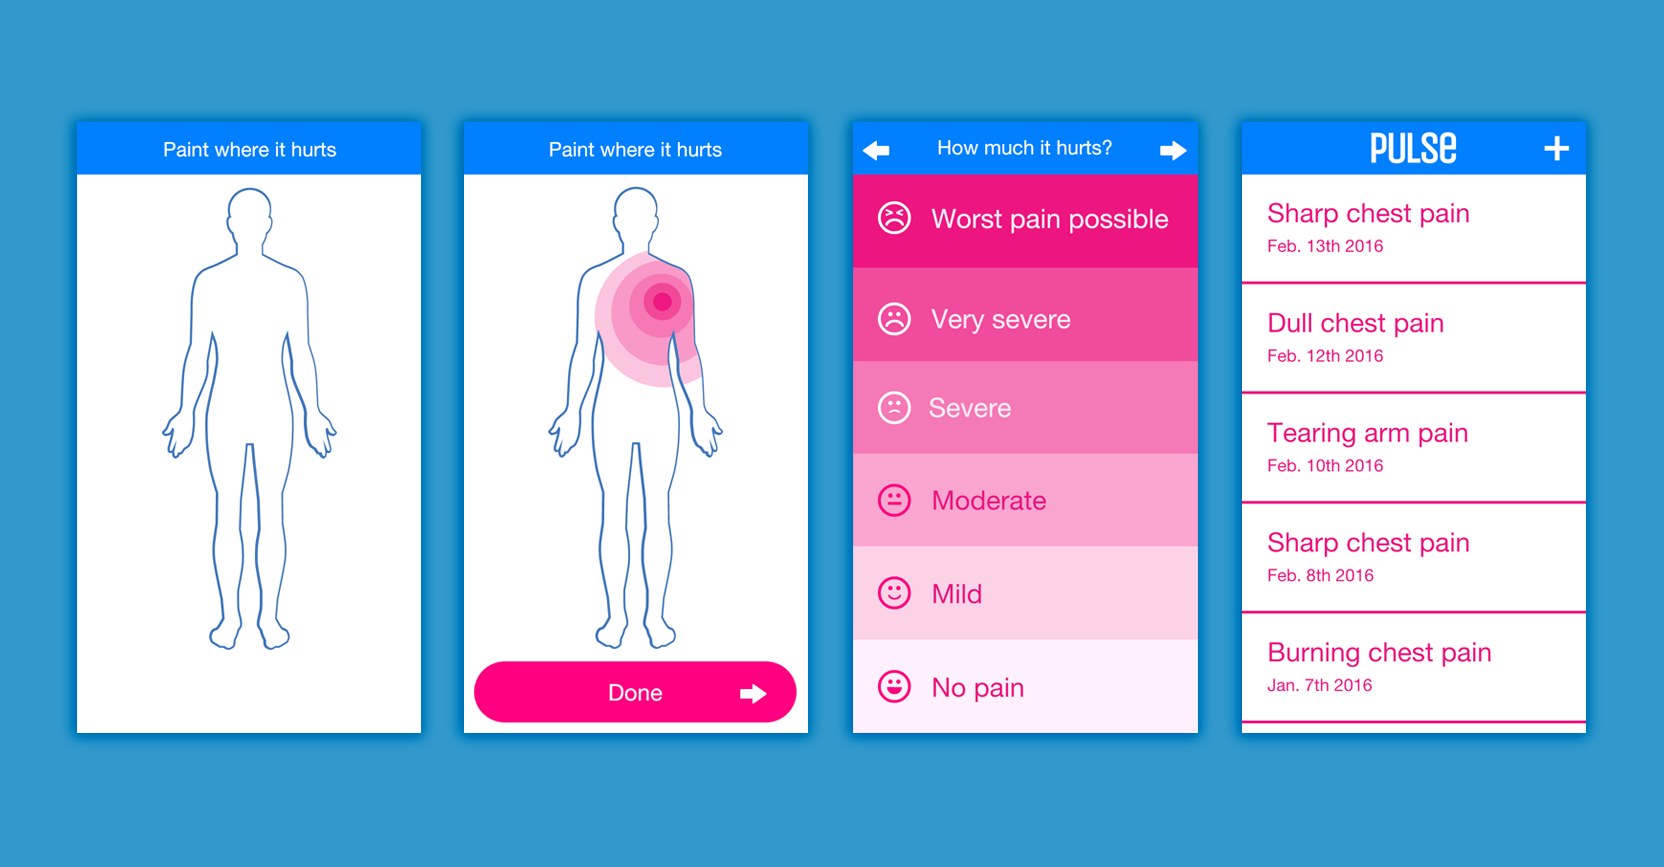 Paint where it hurts
Paint where it hurts
Done
How much it hurts?
Worst pain possible
Very severe
Severe
Moderate
Mild
No pain
PULSe
Sharp chest pain
Feb. 13th 2016
Dull chest pain
Feb. 12th 2016
Tearing arm pain
Feb. 10th 2016
Sharp chest pain
Feb. 8th 2016
Burning chest pain
Jan. 7th 2016